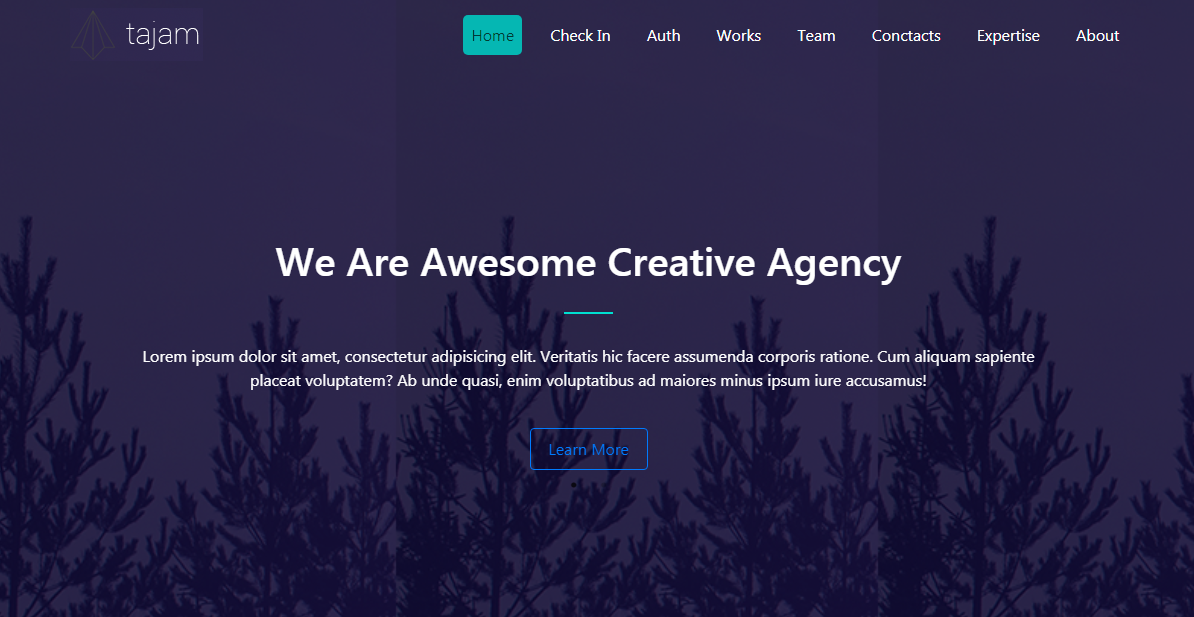 tajam
Home Check In Auth Works Team Conctacts Expertise About
We Are Awesome Creative Agency
Lorem ipsum dolor sit amet, consectetur adipisicing elit. Veritatis hic facere assumenda corporis ratione. Cum aliquam sapiente
placeat voluptatem? Ab unde quasi, enim voluptatibus ad maiores minus ipsum iure accusamus!
Learn More